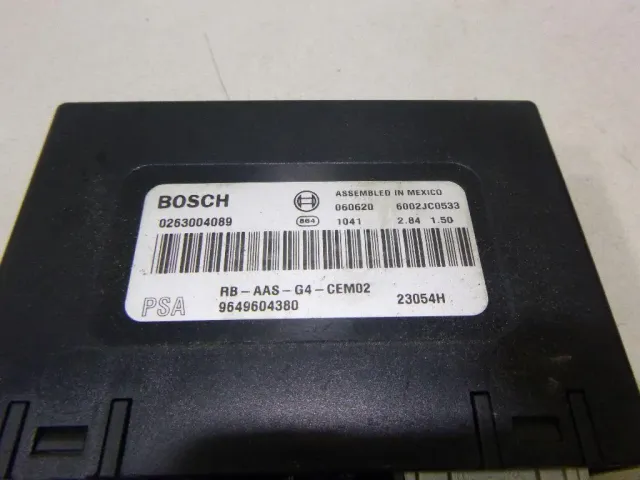 BOSCH ASSEMBLED IN MEXICO
060620 6002JC0533
0263004089 884 1041 2.84 1.50
RB-AAS-G4-CEM02
PSA 9649604380 23054H